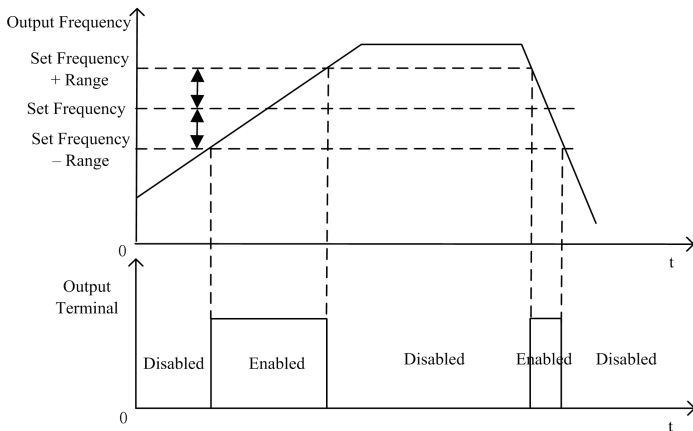 Output Frequency
Set Frequency
+ Range
Set Frequency
Set Frequency
– Range
0
t
Output
Terminal
Disabled
Enabled
Disabled
Enabled
Disabled
0
t